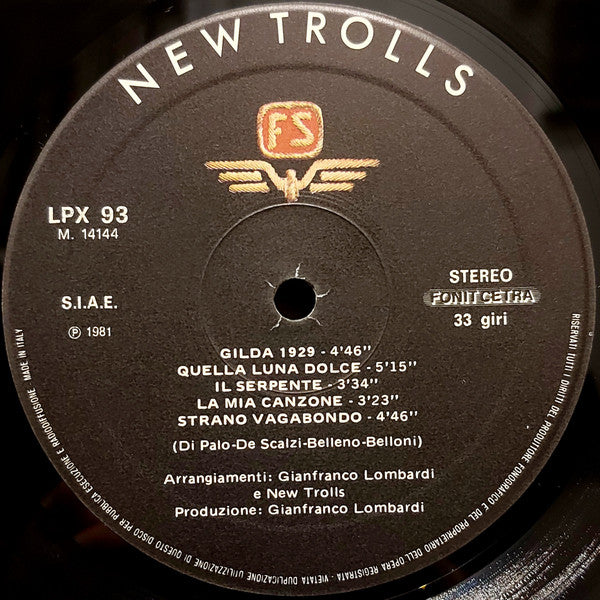 NEW TROLLS
FS
LPX 93
M. 14144
S.I.A.E.
℗ 1981
STEREO
FONIT CETRA
33 giri
GILDA 1929 - 4'46''
QUELLA LUNA DOLCE - 5'15''
IL SERPENTE - 3'34''
LA MIA CANZONE - 3'23''
STRANO VAGABONDO - 4'46''
(Di Palo-De Scalzi-Belleno-Belloni)
Arrangiamenti: Gianfranco Lombardi
e New Trolls
Produzione: Gianfranco Lombardi
RISERVATI TUTTI I DIRITTI DEL PRODUTTORE FONOGRAFICO E DEL PROPRIETARIO DELL'OPERA REGISTRATA - VIETATA DUPLICAZIONE UTILIZZAZIONE DI QUESTO DISCO PER PUBBLICA ESECUZIONE E RADIODIFFUSIONE - MADE IN ITALY